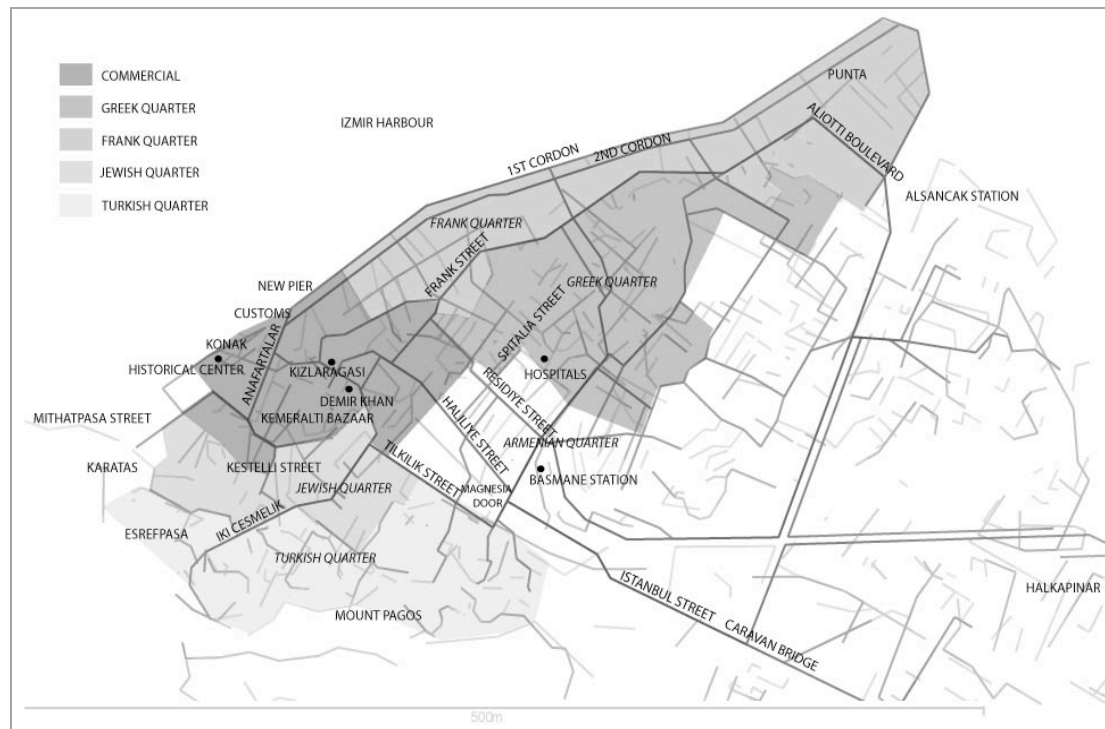 COMMERCIAL
GREEK QUARTER
FRANK QUARTER
JEWISH QUARTER
TURKISH QUARTER
IZMIR HARBOUR
PUNTA
ALIOTTI BOULEVARD
1ST CORDON
2ND CORDON
ALSANCAK STATION
FRANK QUARTER
FRANK STREET
GREEK QUARTER
NEW PIER
CUSTOMS
KONAK
HISTORICAL CENTER
ANAFARTALAR
KIZLARAGASI
DEMIR KHAN
KEMERALTI BAZAAR
SPITALIA STREET
HOSPITALS
RESIDIYE STREET
HALILIYE STREET
ARMENIAN QUARTER
BASMANE STATION
MITHATPASA STREET
KARATAS
KESTELLI STREET
JEWISH QUARTER
TILKILIK STREET
MAGNESIA
DOOR
IKI CESMELIK
ESREFPASA
TURKISH QUARTER
MOUNT PAGOS
ISTANBUL STREET
CARAVAN BRIDGE
HALKAPINAR
500m